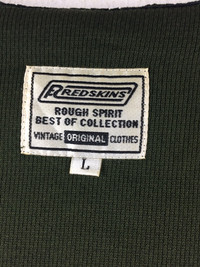 REDSKINS
ROUGH SPIRIT
BEST OF COLLECTION
VINTAGE ORIGINAL CLOTHES
L